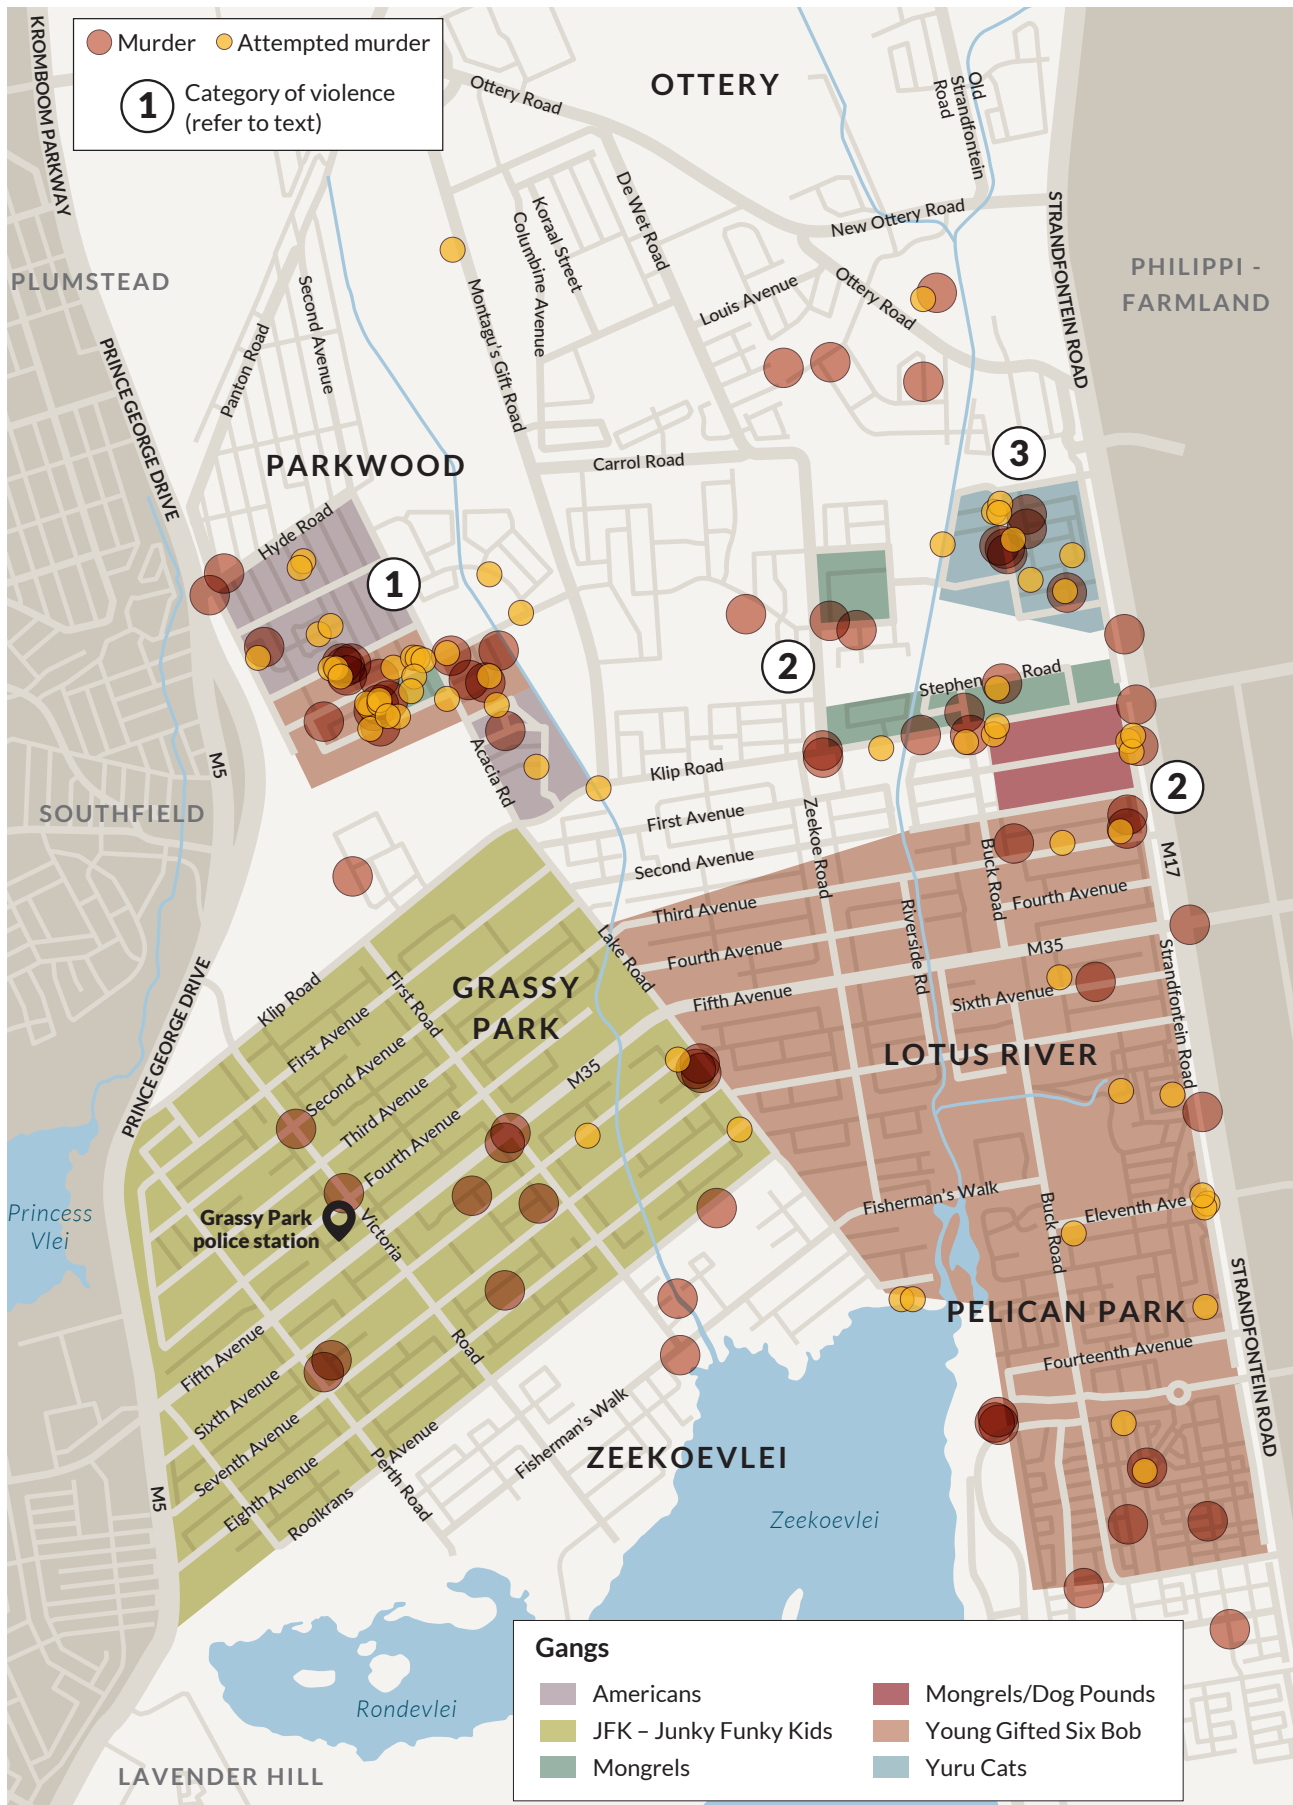 Murder
Attempted murder
1
Category of violence
(refer to text)
KROMBOOM PARKWAY
OTTERY
Ottery Road
Old
Strandfontein
Road
De Wet Road
Koraal Street
Columbine Avenue
New Ottery Road
STRANDFONTEIN ROAD
PLUMSTEAD
PHILIPPI -
FARMLAND
Second Avenue
Panton Road
Montagu's Gift Road
Louis Avenue
Ottery Road
PRINCE GEORGE DRIVE
PARKWOOD
Carrol Road
3
Hyde Road
1
2
Stephen Road
M5
Acacia Rd
Klip Road
SOUTHFIELD
First Avenue
Second Avenue
Zeekoe Road
2
M17
Buck Road
Third Avenue
Fourth Avenue
Fourth Avenue
Riverside Rd
M35
Fifth Avenue
Sixth Avenue
Strandfontein Road
Lake Road
PRINCE GEORGE DRIVE
Klip Road
First Road
GRASSY
PARK
First Avenue
Second Avenue
Third Avenue
Fourth Avenue
M35
LOTUS RIVER
Princess
Vlei
Grassy Park
police station
Victoria
Road
Fisherman's Walk
Buck Road
Eleventh Ave
PELICAN PARK
STRANDFONTEIN ROAD
Fourteenth Avenue
Fifth Avenue
Sixth Avenue
Seventh Avenue
Eighth Avenue
Rooikrans
Avenue
Perth Road
Fisherman's Walk
M5
ZEEKOEVLEI
Zeekoevlei
Rondevlei
LAVENDER HILL
Gangs
Americans
JFK – Junky Funky Kids
Mongrels
Mongrels/Dog Pounds
Young Gifted Six Bob
Yuru Cats